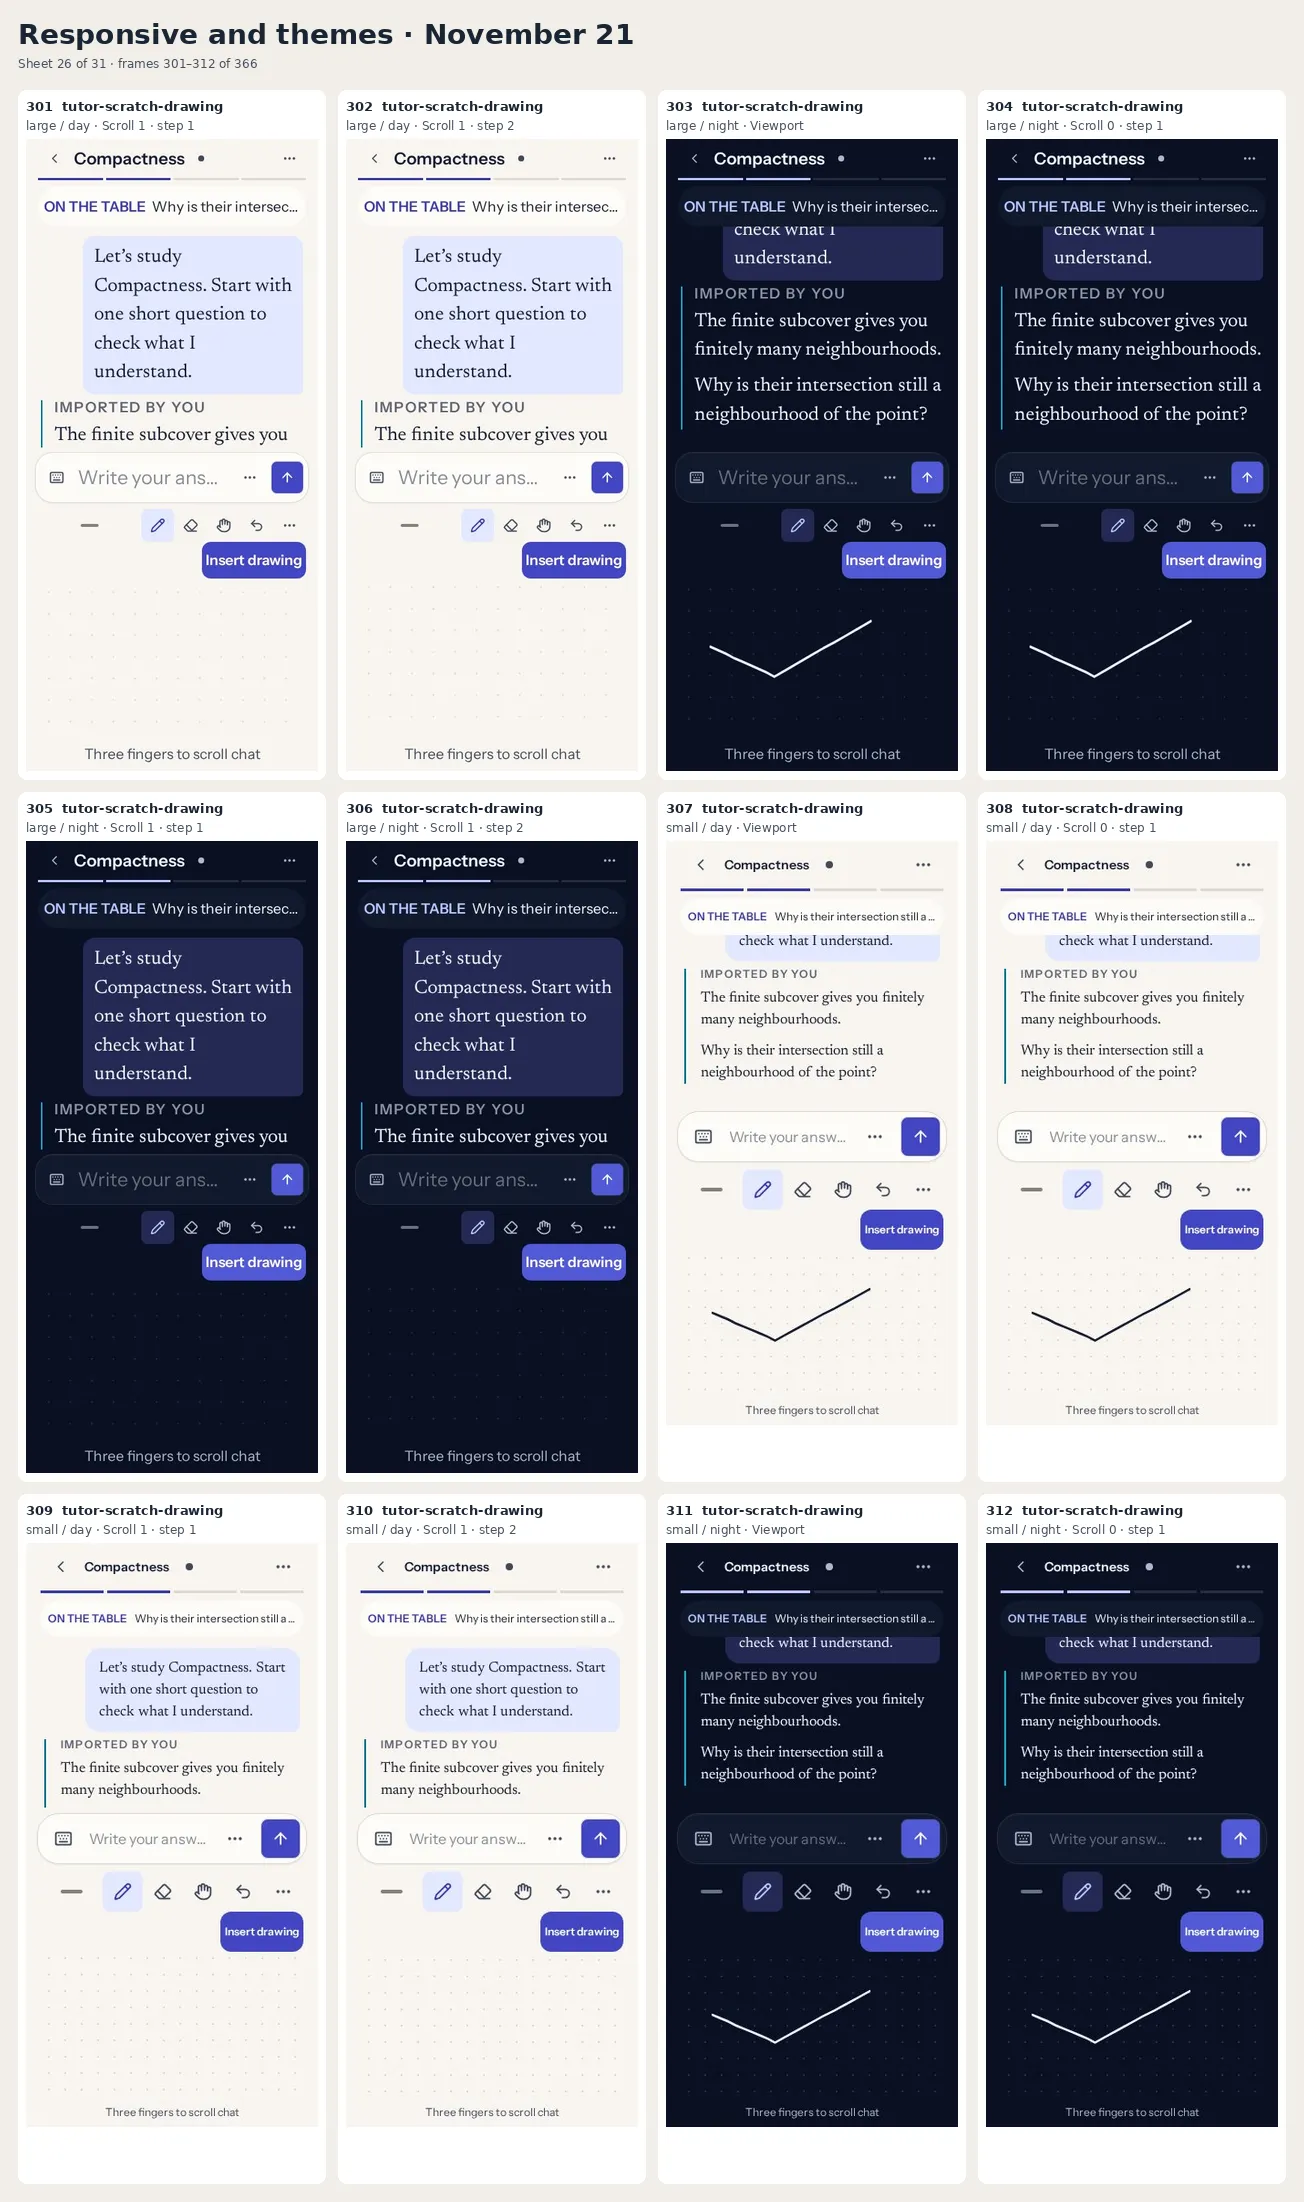 Responsive and themes · November 21
Sheet 26 of 31 · frames 301–312 of 366
301 tutor-scratch-drawing
large / day · Scroll 1 · step 1
Compactness
ON THE TABLE Why is their intersec...
Let’s study
Compactness. Start with
one short question to
check what I
understand.
IMPORTED BY YOU
The finite subcover gives you
Write your ans...
Insert drawing
Three fingers to scroll chat
302 tutor-scratch-drawing
large / day · Scroll 1 · step 2
Compactness
ON THE TABLE Why is their intersec...
Let’s study
Compactness. Start with
one short question to
check what I
understand.
IMPORTED BY YOU
The finite subcover gives you
Write your ans...
Insert drawing
Three fingers to scroll chat
303 tutor-scratch-drawing
large / night · Viewport
Compactness
ON THE TABLE Why is their intersec...
check what I
understand.
IMPORTED BY YOU
The finite subcover gives you
finitely many neighbourhoods.
Why is their intersection still a
neighbourhood of the point?
Write your ans...
Insert drawing
Three fingers to scroll chat
304 tutor-scratch-drawing
large / night · Scroll 0 · step 1
Compactness
ON THE TABLE Why is their intersec...
check what I
understand.
IMPORTED BY YOU
The finite subcover gives you
finitely many neighbourhoods.
Why is their intersection still a
neighbourhood of the point?
Write your ans...
Insert drawing
Three fingers to scroll chat
305 tutor-scratch-drawing
large / night · Scroll 1 · step 1
Compactness
ON THE TABLE Why is their intersec...
Let’s study
Compactness. Start with
one short question to
check what I
understand.
IMPORTED BY YOU
The finite subcover gives you
Write your ans...
Insert drawing
Three fingers to scroll chat
306 tutor-scratch-drawing
large / night · Scroll 1 · step 2
Compactness
ON THE TABLE Why is their intersec...
Let’s study
Compactness. Start with
one short question to
check what I
understand.
IMPORTED BY YOU
The finite subcover gives you
Write your ans...
Insert drawing
Three fingers to scroll chat
307 tutor-scratch-drawing
small / day · Viewport
Compactness
ON THE TABLE Why is their intersection still a ...
check what I understand.
IMPORTED BY YOU
The finite subcover gives you finitely
many neighbourhoods.
Why is their intersection still a
neighbourhood of the point?
Write your answ...
Insert drawing
Three fingers to scroll chat
308 tutor-scratch-drawing
small / day · Scroll 0 · step 1
Compactness
ON THE TABLE Why is their intersection still a ...
check what I understand.
IMPORTED BY YOU
The finite subcover gives you finitely
many neighbourhoods.
Why is their intersection still a
neighbourhood of the point?
Write your answ...
Insert drawing
Three fingers to scroll chat
309 tutor-scratch-drawing
small / day · Scroll 1 · step 1
Compactness
ON THE TABLE Why is their intersection still a ...
Let’s study Compactness. Start
with one short question to
check what I understand.
IMPORTED BY YOU
The finite subcover gives you finitely
many neighbourhoods.
Write your answ...
Insert drawing
Three fingers to scroll chat
310 tutor-scratch-drawing
small / day · Scroll 1 · step 2
Compactness
ON THE TABLE Why is their intersection still a ...
Let’s study Compactness. Start
with one short question to
check what I understand.
IMPORTED BY YOU
The finite subcover gives you finitely
many neighbourhoods.
Write your answ...
Insert drawing
Three fingers to scroll chat
311 tutor-scratch-drawing
small / night · Viewport
Compactness
ON THE TABLE Why is their intersection still a ...
check what I understand.
IMPORTED BY YOU
The finite subcover gives you finitely
many neighbourhoods.
Why is their intersection still a
neighbourhood of the point?
Write your answ...
Insert drawing
Three fingers to scroll chat
312 tutor-scratch-drawing
small / night · Scroll 0 · step 1
Compactness
ON THE TABLE Why is their intersection still a ...
check what I understand.
IMPORTED BY YOU
The finite subcover gives you finitely
many neighbourhoods.
Why is their intersection still a
neighbourhood of the point?
Write your answ...
Insert drawing
Three fingers to scroll chat